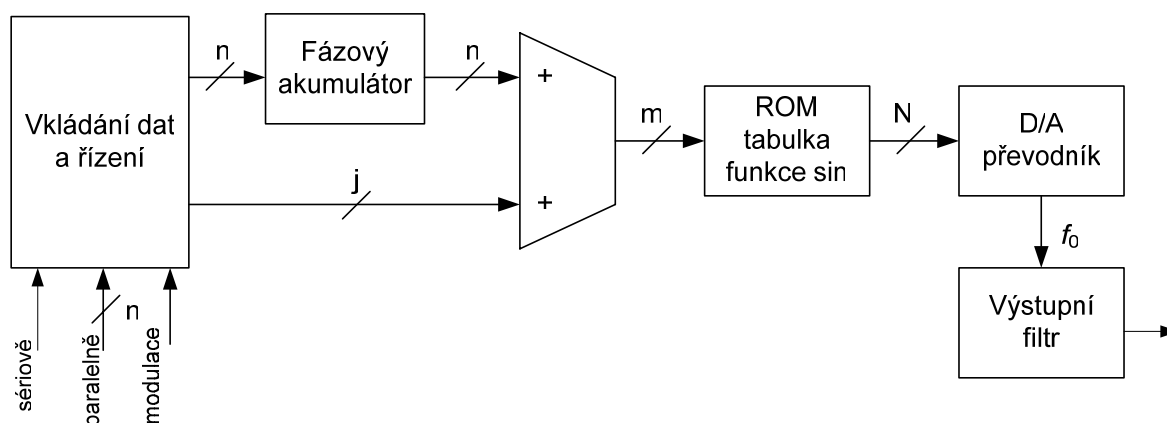 Vkládání dat
a řízení
n
Fázový
akumulátor
n
j
+
+
m
ROM
tabulka
funkce sin
N
D/A
převodník
f0
Výstupní
filtr
sériově
paralelně
n
modulace